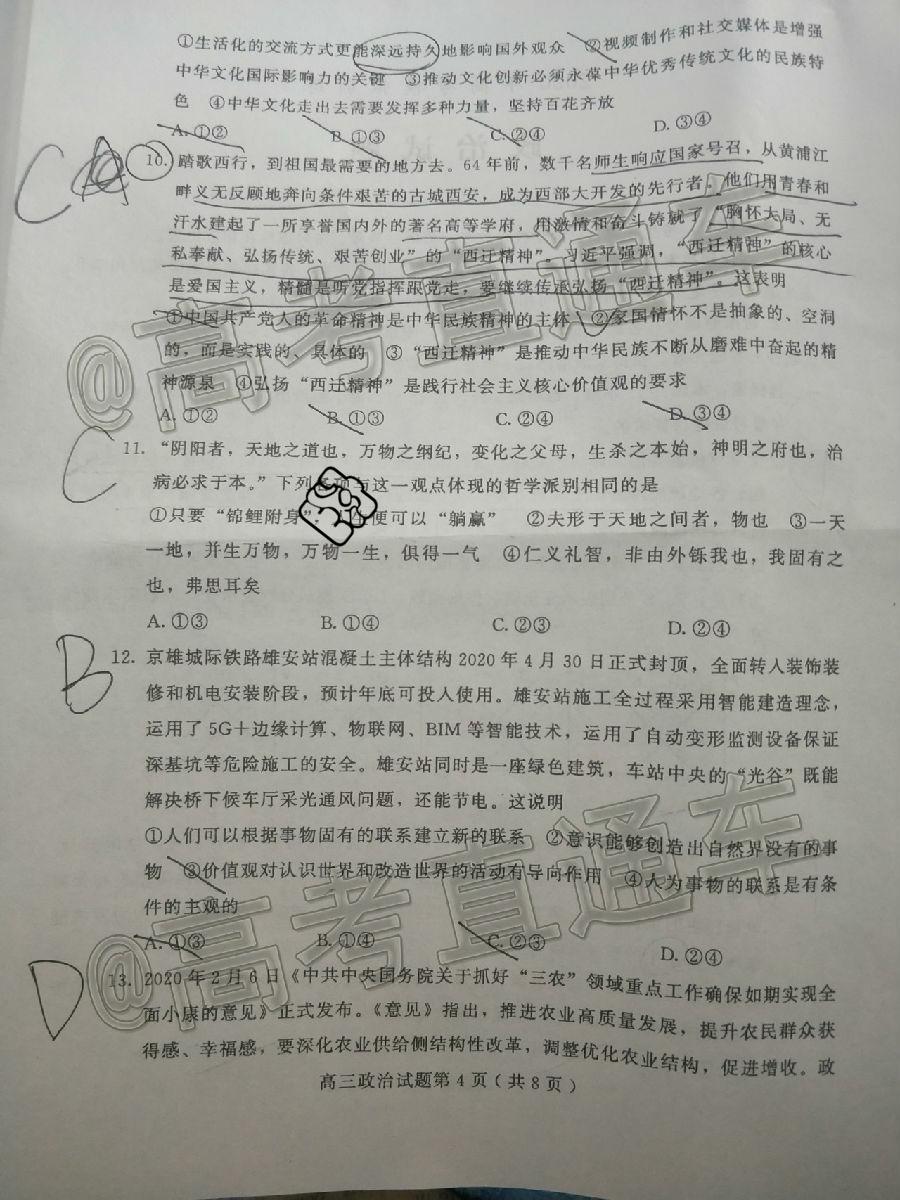 ①生活化的交流方式更能深远持久地影响国外观众 ②视频制作和社交媒体是增强
中华文化国际影响力的关键 ③推动文化创新必须永葆中华优秀传统文化的民族特
色 ④中华文化走出去需要发挥多种力量，坚持百花齐放
A. ①② B. ①③ C. ②④ D. ③④
C
10. 踏歌西行，到祖国最需要的地方去。64 年前，数千名师生响应国家号召，从黄浦江
畔义无反顾地奔向条件艰苦的古城西安，成为西部大开发的先行者。他们用青春和
汗水建起了一所享誉国内外的著名高等学府，用激情和奋斗铸就了“胸怀大局、无
私奉献、弘扬传统、艰苦创业”的“西迁精神”。习近平强调，“西迁精神”的核心
是爱国主义，精髓是听党指挥跟党走，要继续传承弘扬“西迁精神”。这表明
①中国共产党人的革命精神是中华民族精神的主体 ②家国情怀不是抽象的、空洞
的，而是实践的、具体的 ③“西迁精神”是推动中华民族不断从磨难中奋起的精
神源泉 ④弘扬“西迁精神”是践行社会主义核心价值观的要求
A. ①② B. ①③ C. ②④ D. ③④
C
11. “阴阳者，天地之道也，万物之纲纪，变化之父母，生杀之本始，神明之府也，治
病必求于本。”下列各项与这一观点体现的哲学派别相同的是
①只要“锦鲤附身”，人生便可以“躺赢” ②夫形于天地之间者，物也 ③一天
一地，并生万物，万物一生，俱得一气 ④仁义礼智，非由外铄我也，我固有之
也，弗思耳矣
A. ①③ B. ①④ C. ②③ D. ②④
B
12. 京雄城际铁路雄安站混凝土主体结构 2020 年 4 月 30 日正式封顶，全面转入装饰装
修和机电安装阶段，预计年底可投入使用。雄安站施工全过程采用智能建造理念，
运用了 5G＋边缘计算、物联网、BIM 等智能技术，运用了自动变形监测设备保证
深基坑等危险施工的安全。雄安站同时是一座绿色建筑，车站中央的“光谷”既能
解决桥下候车厅采光通风问题，还能节电。这说明
①人们可以根据事物固有的联系建立新的联系 ②意识能够创造出自然界没有的事
物 ③价值观对认识世界和改造世界的活动有导向作用 ④人为事物的联系是有条
件的主观的
A. ①③ B. ①④ C. ②③ D. ②④
D
13. 2020 年 2 月 6 日《中共中央国务院关于抓好“三农”领域重点工作确保如期实现全
面小康的意见》正式发布。《意见》指出，推进农业高质量发展，提升农民群众获
得感、幸福感，要深化农业供给侧结构性改革，调整优化农业结构，促进增收。政
高三政治试题第 4 页（共 8 页）
@高考直通车
@高考直通车